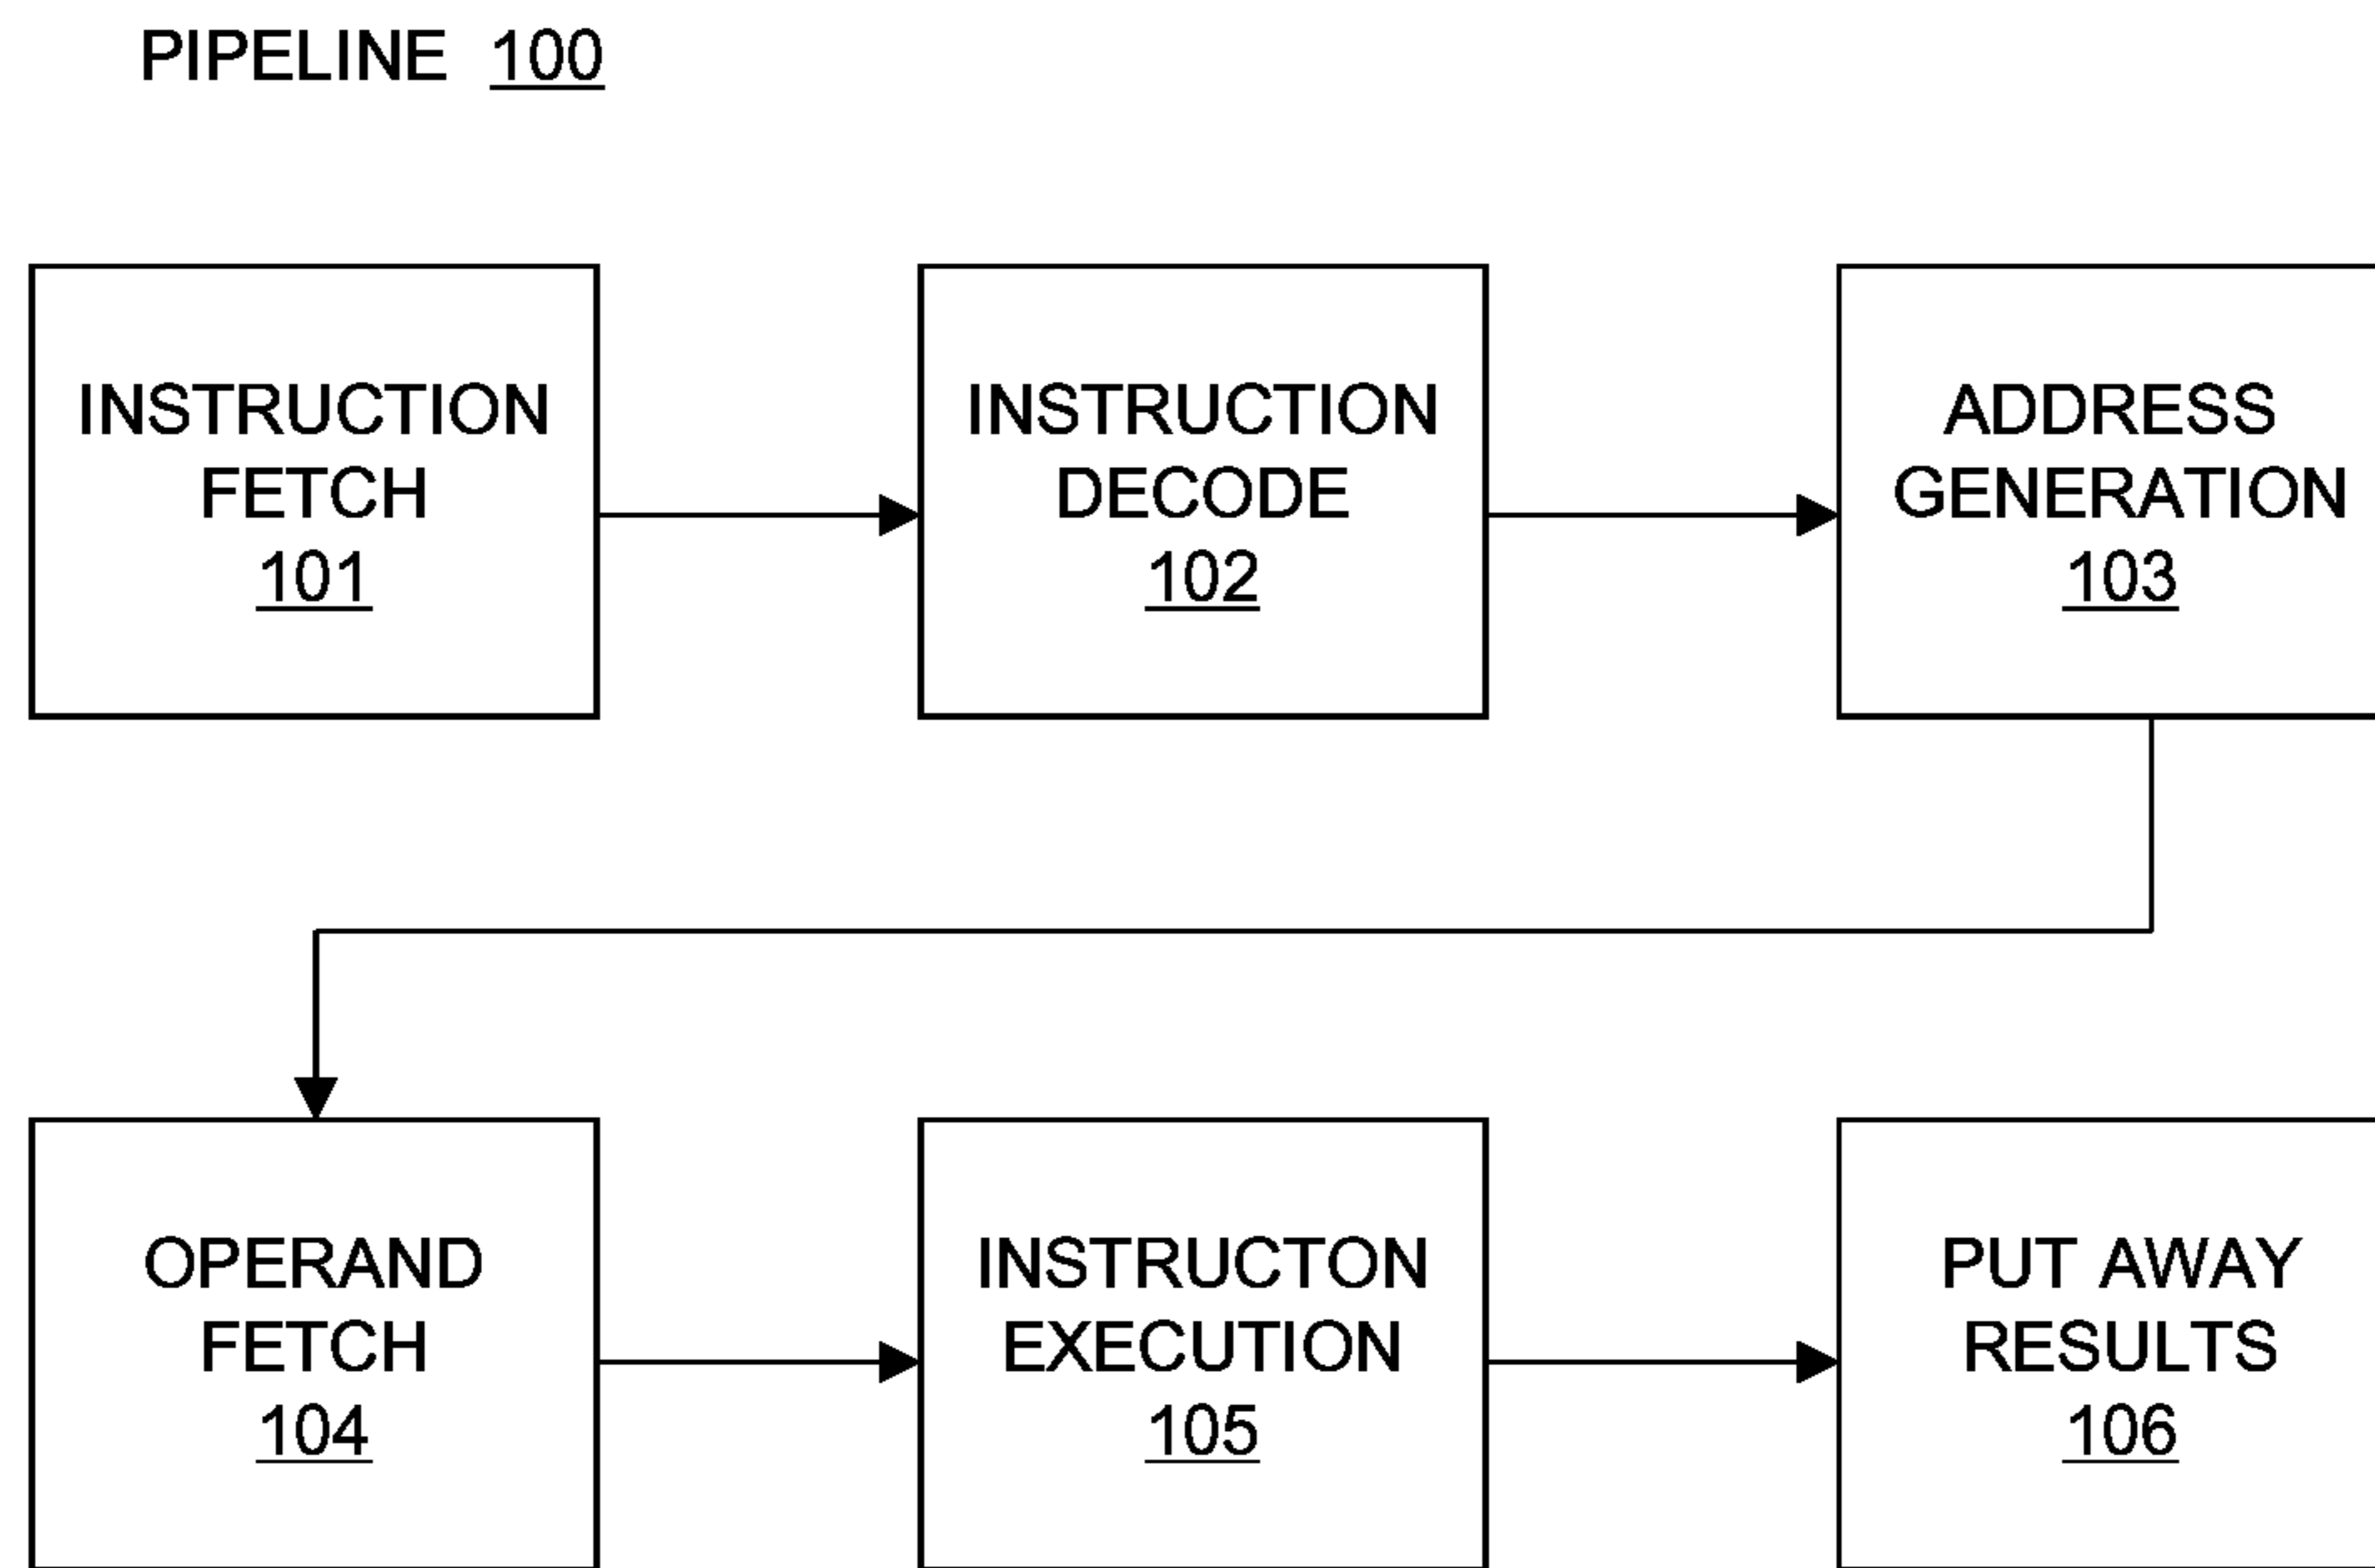 PIPELINE 100
INSTRUCTION
FETCH
101
INSTRUCTION
DECODE
102
ADDRESS
GENERATION
103
OPERAND
FETCH
104
INSTRUCTON
EXECUTION
105
PUT AWAY
RESULTS
106